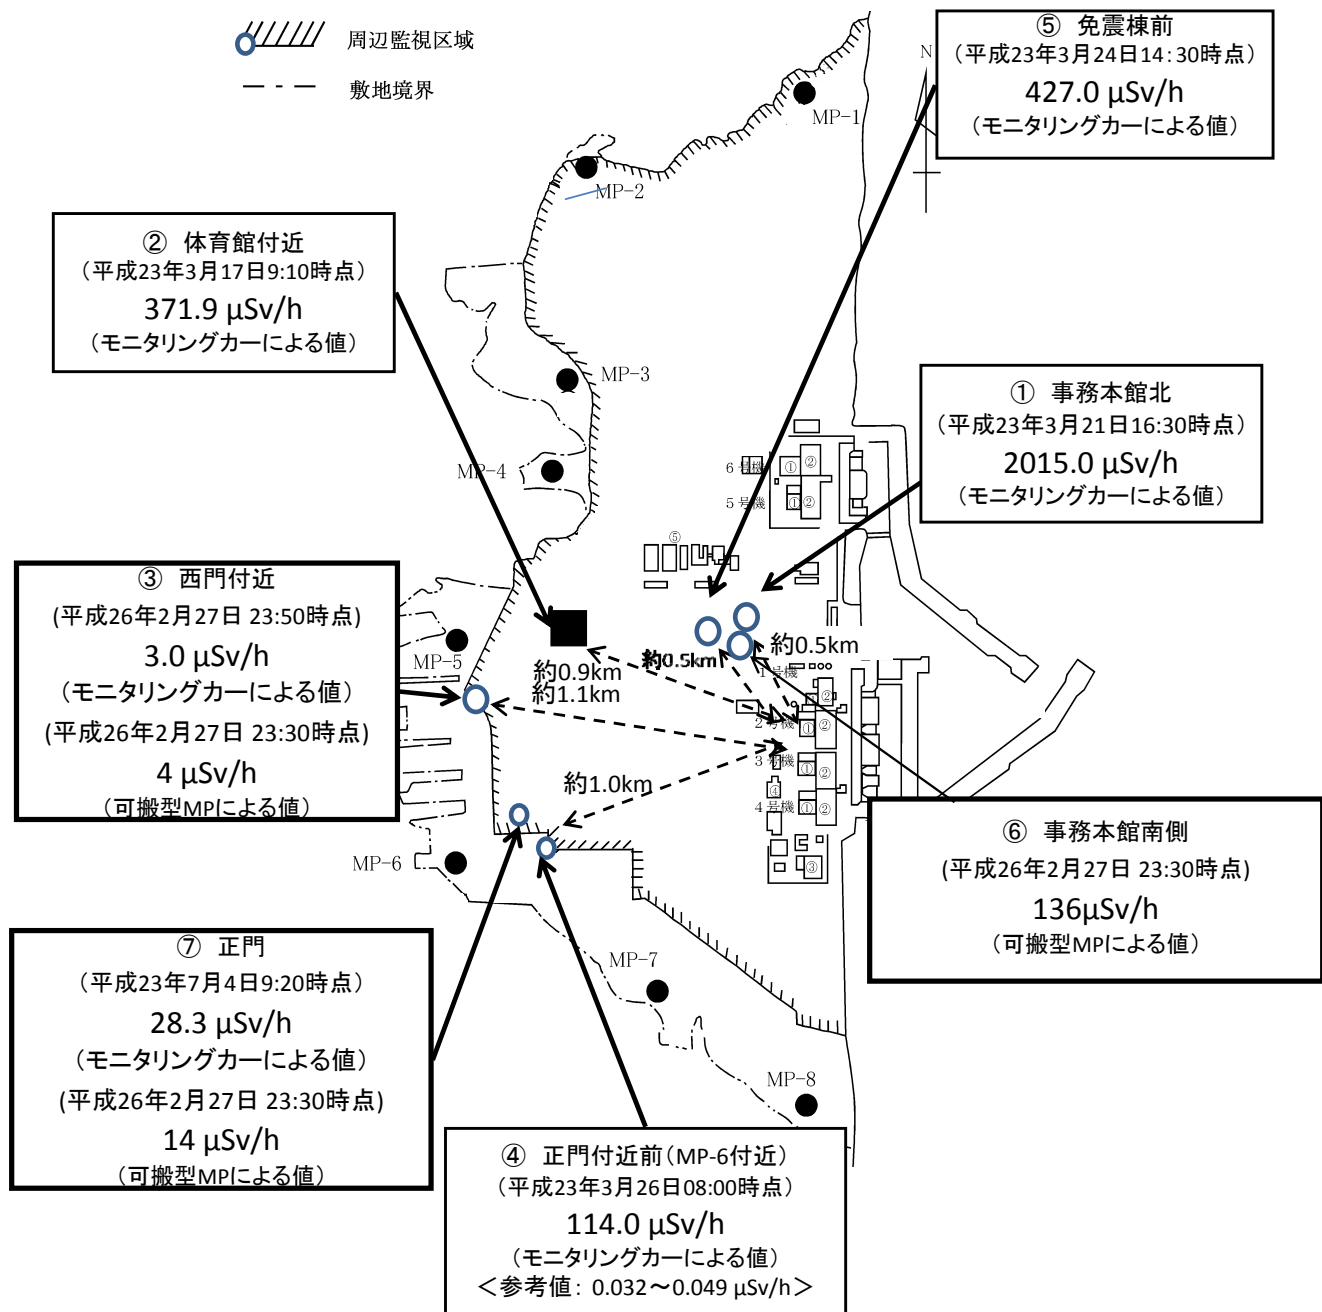 周辺監視区域
敷地境界
⑤ 免震棟前
(平成23年3月24日14:30時点)
427.0 μSv/h
(モニタリングカーによる値)
N
MP-1
MP-2
② 体育館付近
(平成23年3月17日9:10時点)
371.9 μSv/h
(モニタリングカーによる値)
MP-3
① 事務本館北
(平成23年3月21日16:30時点)
2015.0 μSv/h
(モニタリングカーによる値)
MP-4
6号機
① ②
5号機
① ②
⑤
③ 西門付近
(平成26年2月27日 23:50時点)
3.0 μSv/h
(モニタリングカーによる値)
(平成26年2月27日 23:30時点)
4 μSv/h
(可搬型MPによる値)
MP-5
約0.9km
約1.1km
約0.5km
約0.5km
1号機
②
2号機
① ②
3号機
① ②
④
4号機
① ②
③
約1.0km
MP-6
⑥ 事務本館南側
(平成26年2月27日 23:30時点)
136μSv/h
(可搬型MPによる値)
⑦ 正門
(平成23年7月4日9:20時点)
28.3 μSv/h
(モニタリングカーによる値)
(平成26年2月27日 23:30時点)
14 μSv/h
(可搬型MPによる値)
MP-7
MP-8
④ 正門付近前(MP-6付近)
(平成23年3月26日08:00時点)
114.0 μSv/h
(モニタリングカーによる値)
<参考値: 0.032~0.049 μSv/h>